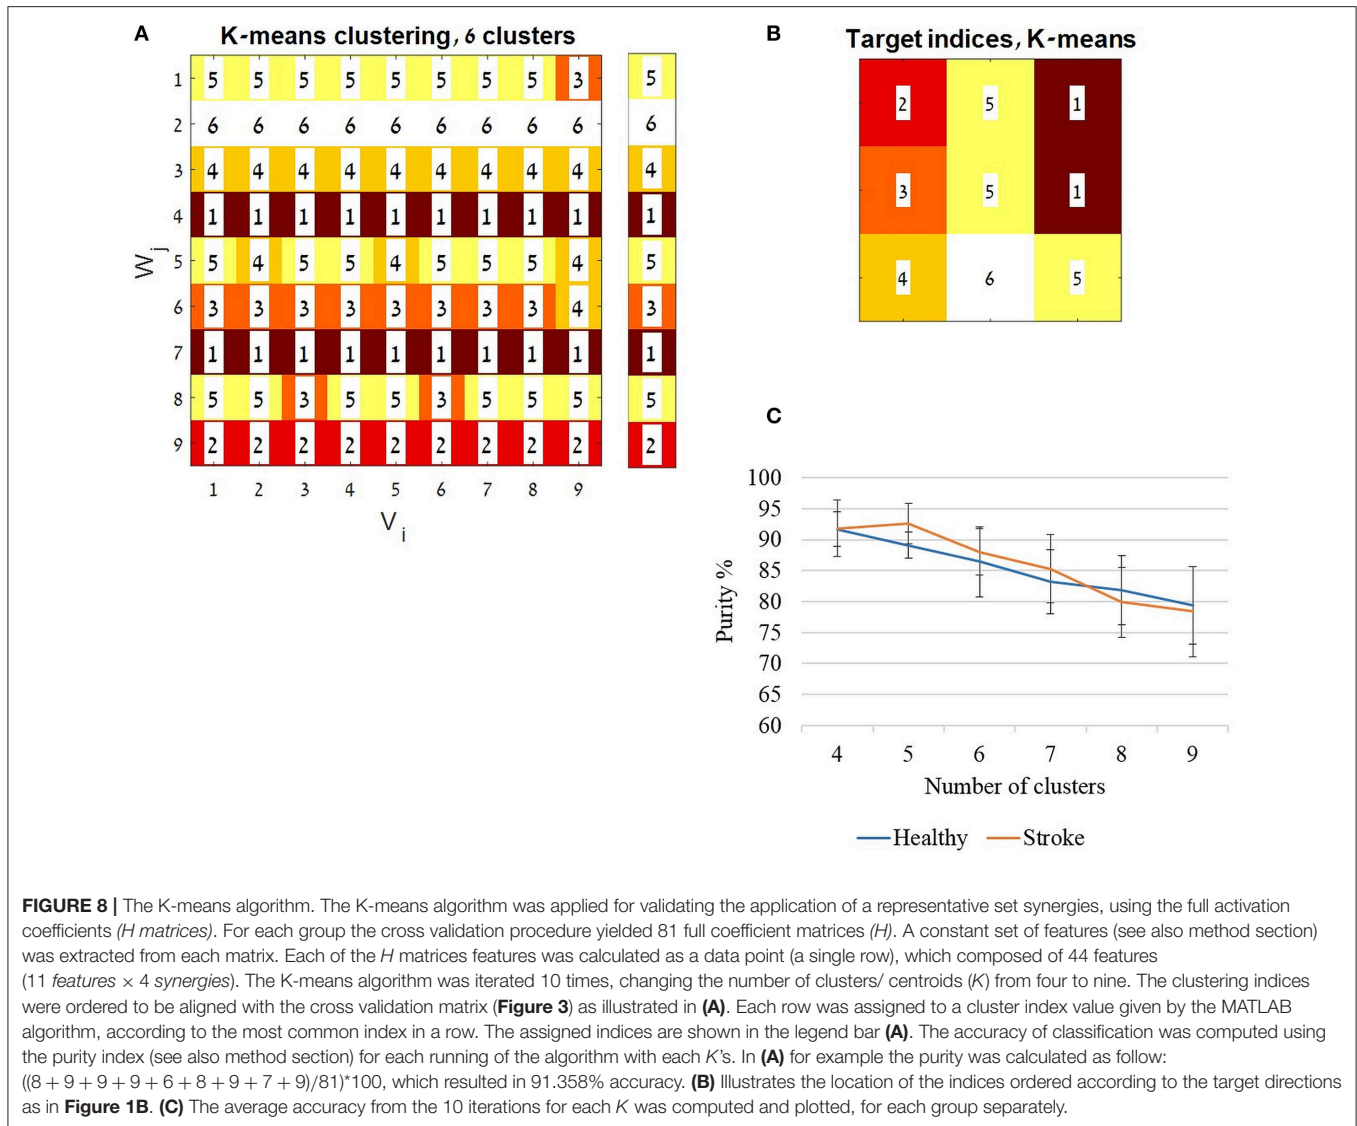 A
K-means clustering, 6 clusters
1 5 5 5 5 5 5 5 5 3 5
2 6 6 6 6 6 6 6 6 6 6
3 4 4 4 4 4 4 4 4 4 4
4 1 1 1 1 1 1 1 1 1 1
5 5 4 5 5 4 5 5 5 4 5
6 3 3 3 3 3 3 3 3 4 3
7 1 1 1 1 1 1 1 1 1 1
8 5 5 3 5 5 3 5 5 5 5
9 2 2 2 2 2 2 2 2 2 2
1 2 3 4 5 6 7 8 9
W j
V i
B
Target indices, K-means
2 5 1
3 5 1
4 6 5
C
100
95
90
85
80
75
70
65
60
Purity %
4 5 6 7 8 9
Number of clusters
Healthy Stroke
FIGURE 8 | The K-means algorithm. The K-means algorithm was applied for validating the application of a representative set synergies, using the full activation
coefficients (H matrices). For each group the cross validation procedure yielded 81 full coefficient matrices (H). A constant set of features (see also method section)
was extracted from each matrix. Each of the H matrices features was calculated as a data point (a single row), which composed of 44 features
(11 features × 4 synergies). The K-means algorithm was iterated 10 times, changing the number of clusters/ centroids (K) from four to nine. The clustering indices
were ordered to be aligned with the cross validation matrix (Figure 3) as illustrated in (A). Each row was assigned to a cluster index value given by the MATLAB
algorithm, according to the most common index in a row. The assigned indices are shown in the legend bar (A). The accuracy of classification was computed using
the purity index (see also method section) for each running of the algorithm with each K's. In (A) for example the purity was calculated as follow:
((8 + 9 + 9 + 9 + 6 + 8 + 9 + 7 + 9)/81)*100, which resulted in 91.358% accuracy. (B) Illustrates the location of the indices ordered according to the target directions
as in Figure 1B. (C) The average accuracy from the 10 iterations for each K was computed and plotted, for each group separately.